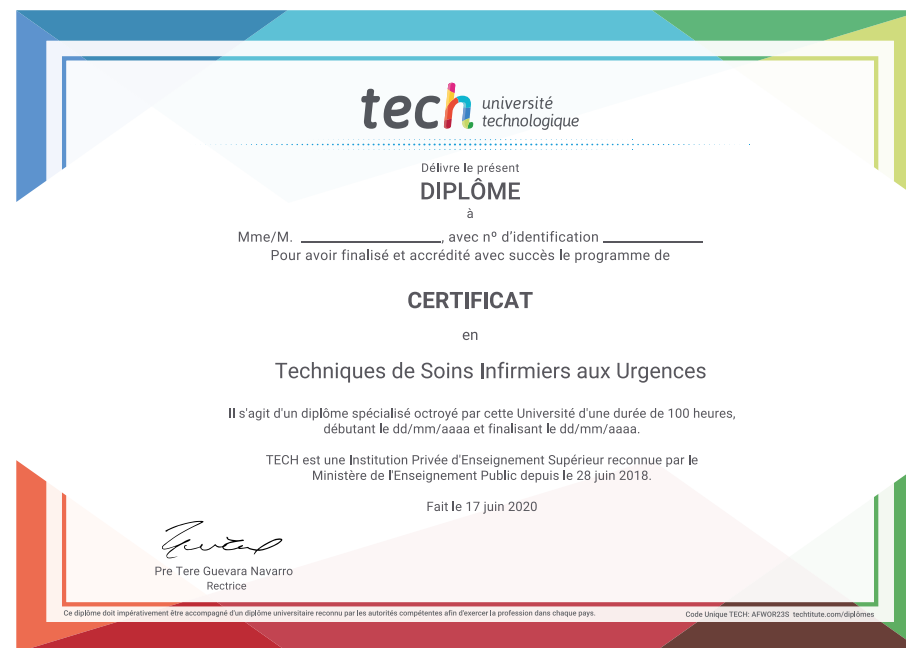 tech université
technologique
Délivre le présent
DIPLÔME
à
Mme/M. ____________________, avec nº d'identification ______________
Pour avoir finalisé et accrédité avec succès le programme de
CERTIFICAT
en
Techniques de Soins Infirmiers aux Urgences
Il s'agit d'un diplôme spécialisé octroyé par cette Université d'une durée de 100 heures,
débutant le dd/mm/aaaa et finalisant le dd/mm/aaaa.
TECH est une Institution Privée d'Enseignement Supérieur reconnue par le
Ministère de l'Enseignement Public depuis le 28 juin 2018.
Fait le 17 juin 2020
Pre Tere Guevara Navarro
Rectrice
Ce diplôme doit impérativement être accompagné d'un diplôme universitaire reconnu par les autorités compétentes afin d'exercer la profession dans chaque pays.
Code Unique TECH: AFWOR23S techtitute.com/diplômes